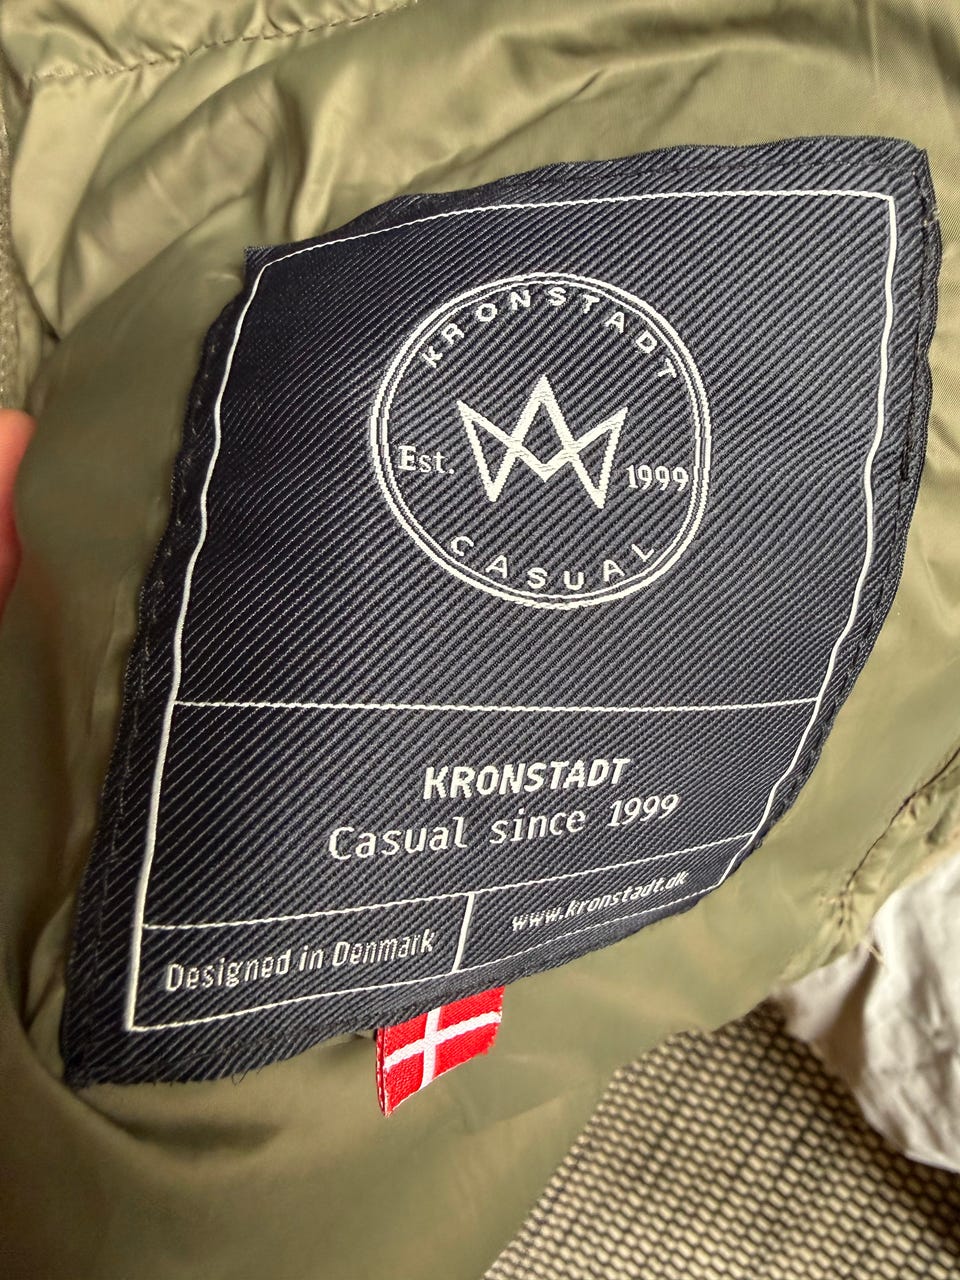 KRONSTADT
Est. 1999
CASUAL
KRONSTADT
Casual since 1999
Designed in Denmark
www.kronstadt.dk